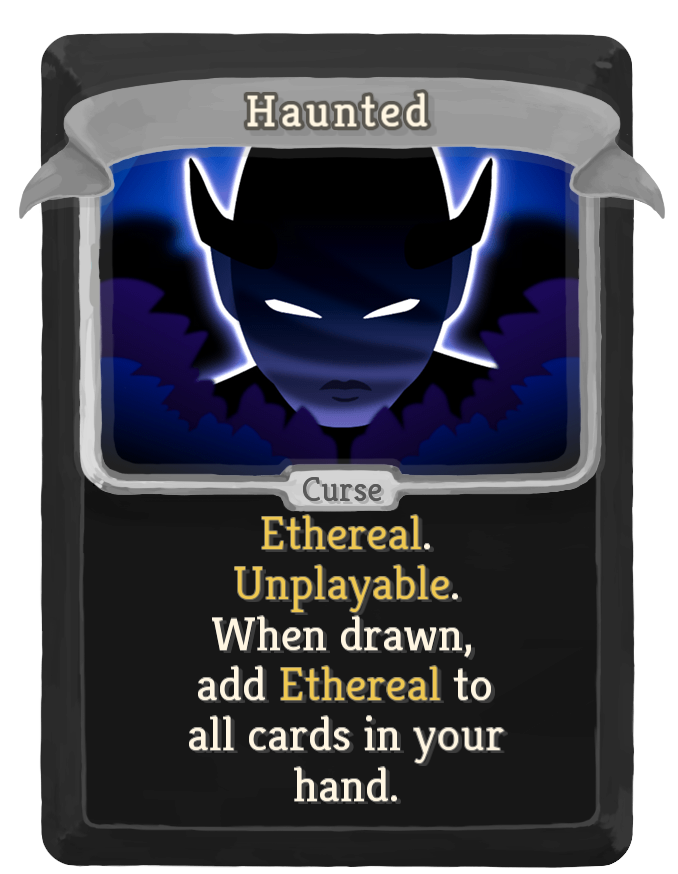 Haunted
Curse
Ethereal.
Unplayable.
When drawn,
add Ethereal to
all cards in your
hand.